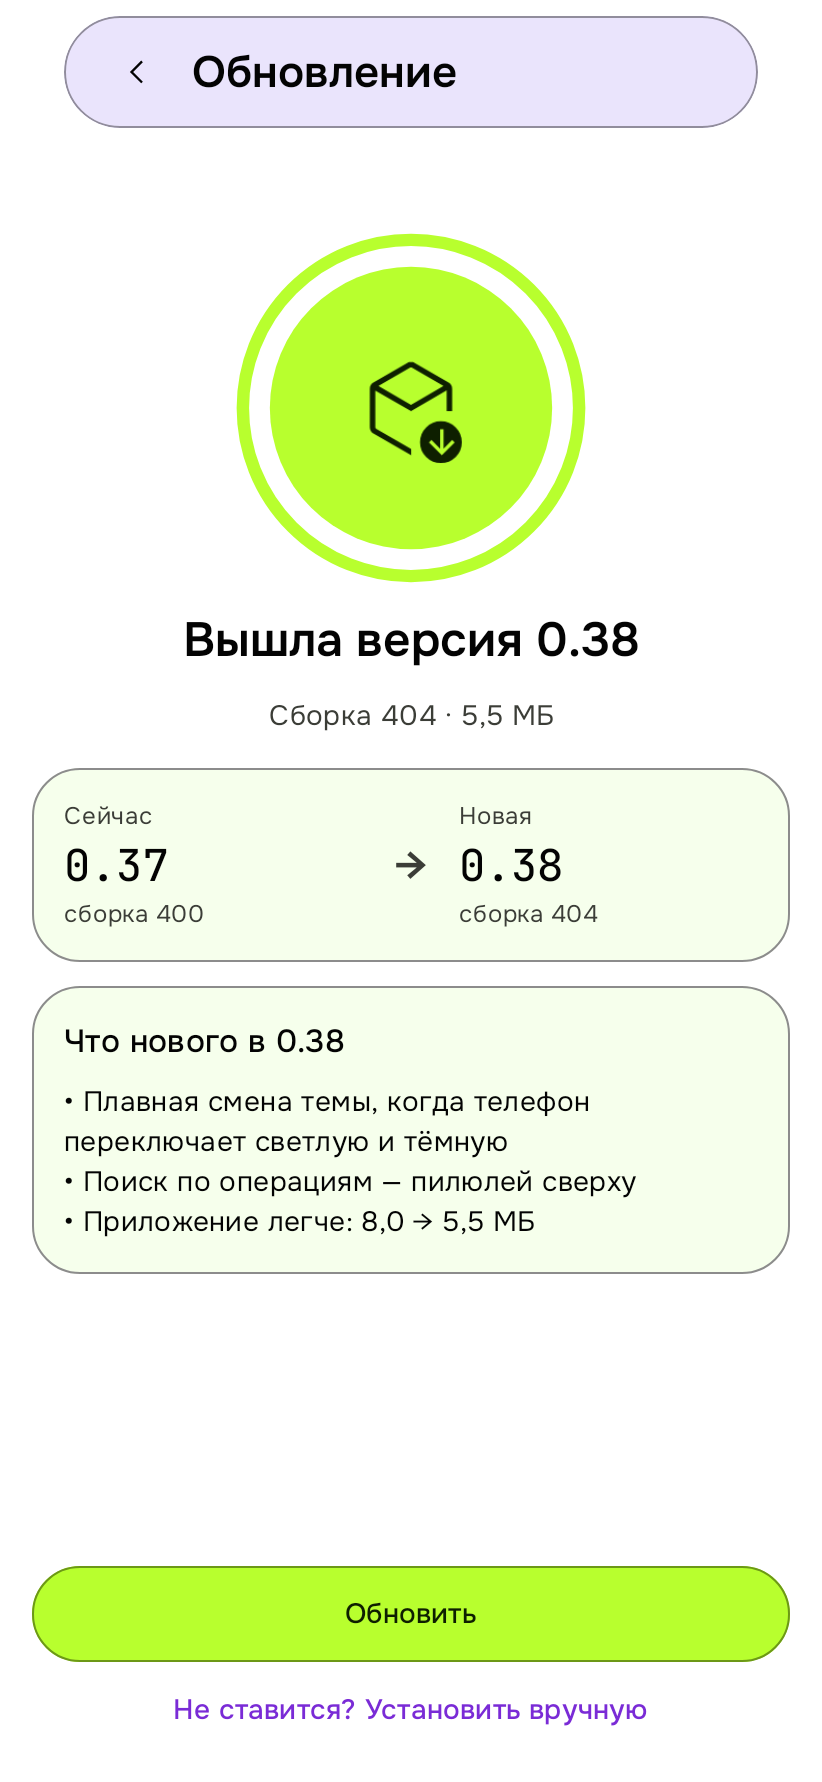 Обновление
Вышла версия 0.38
Сборка 404 · 5,5 МБ
Сейчас
0.37
сборка 400
→
Новая
0.38
сборка 404
Что нового в 0.38
• Плавная смена темы, когда телефон
переключает светлую и тёмную
• Поиск по операциям — пилюлей сверху
• Приложение легче: 8,0 → 5,5 МБ
Обновить
Не ставится? Установить вручную